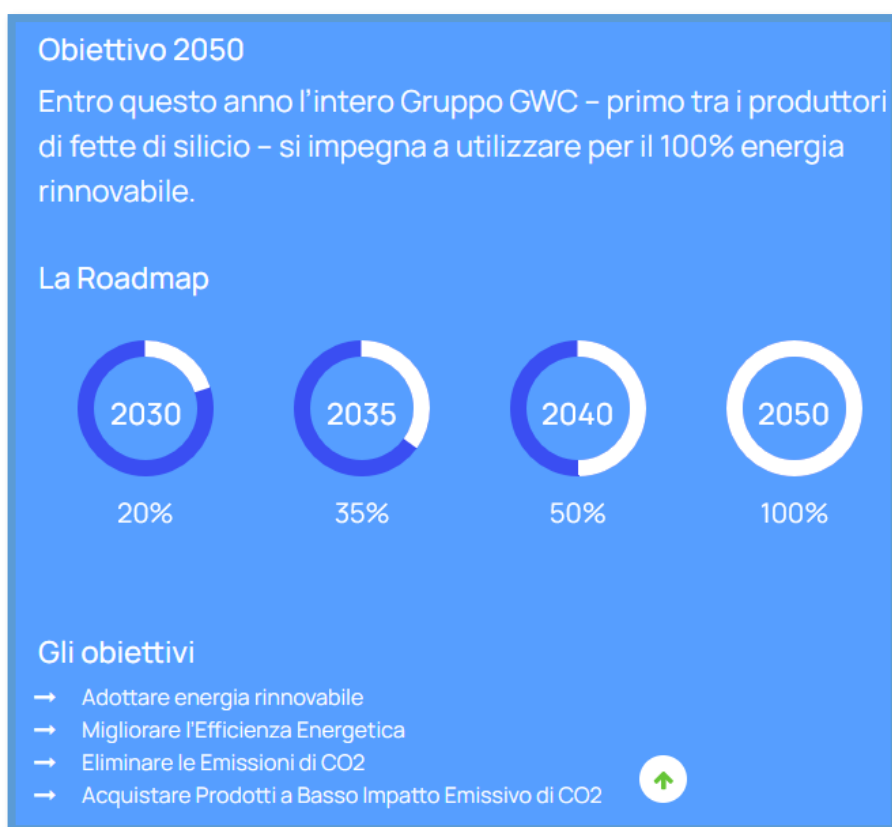 Obiettivo 2050
Entro questo anno l'intero Gruppo GWC – primo tra i produttori
di fette di silicio – si impegna a utilizzare per il 100% energia
rinnovabile.
La Roadmap
2030 2035 2040 2050
20% 35% 50% 100%
Gli obiettivi
→ Adottare energia rinnovabile
→ Migliorare l'Efficienza Energetica
→ Eliminare le Emissioni di CO2
→ Acquistare Prodotti a Basso Impatto Emissivo di CO2